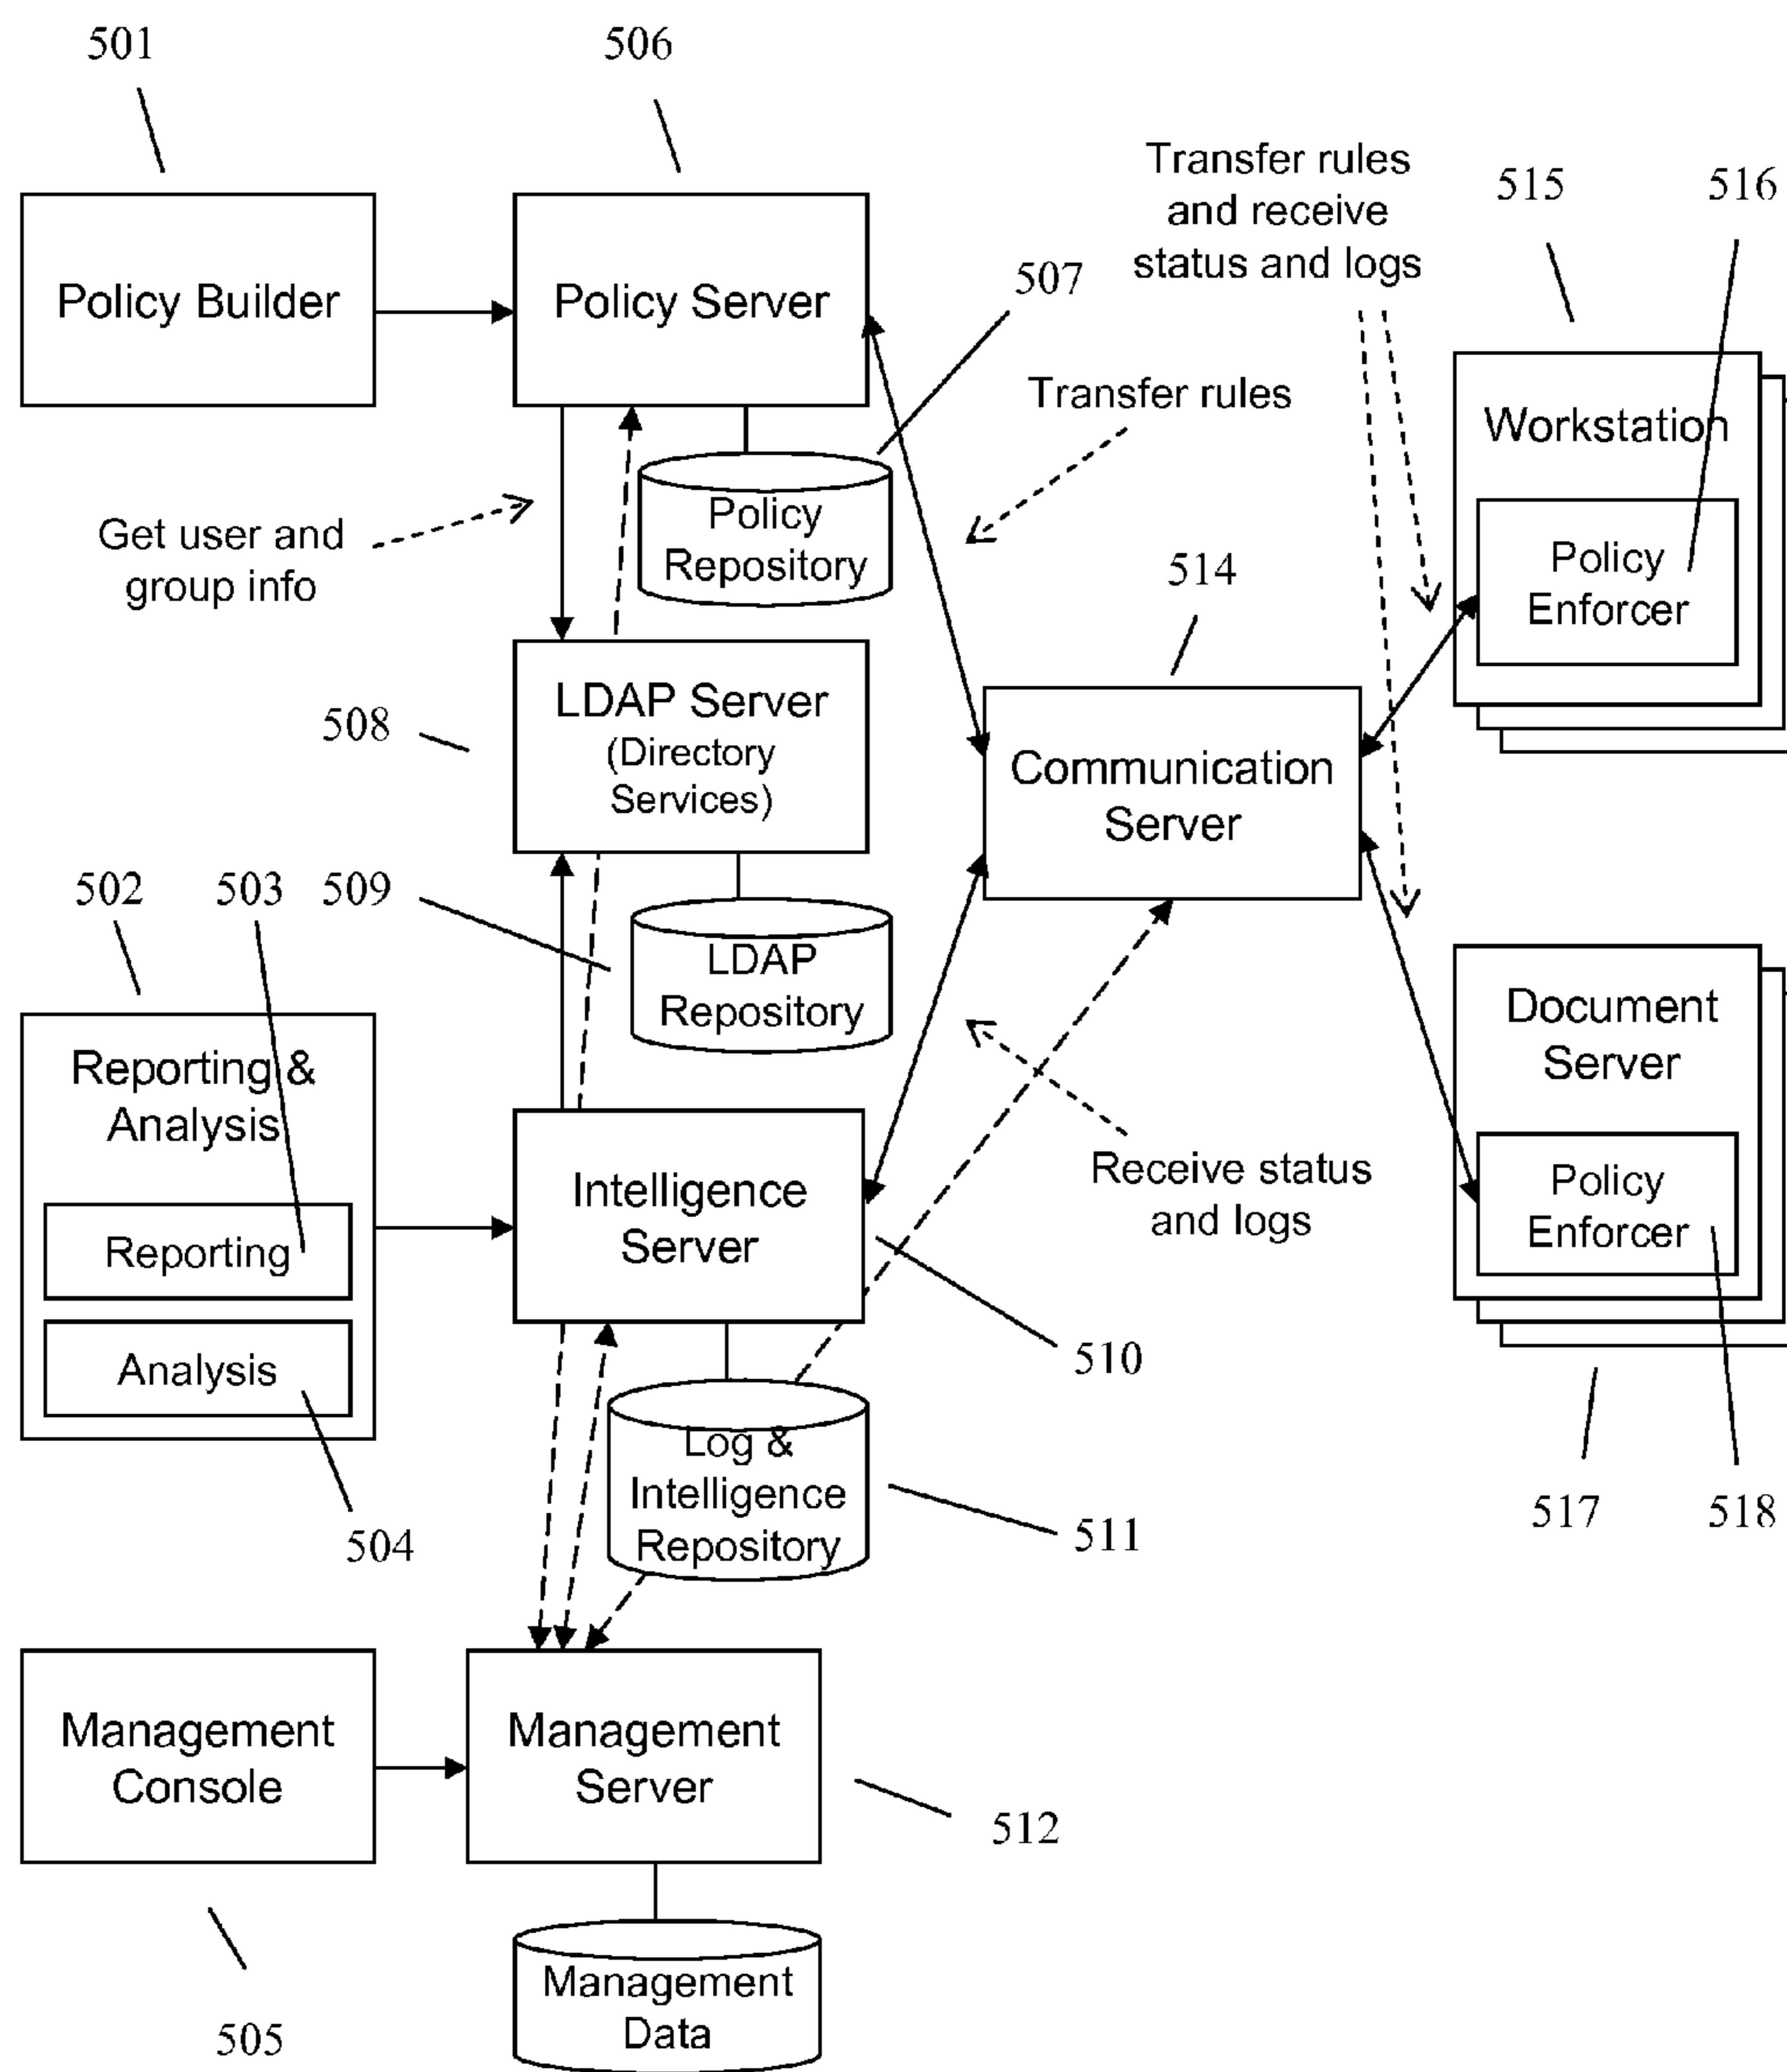 501
506
Transfer rules
and receive
status and logs
515
516
Policy Builder
Policy Server
507
Transfer rules
Workstation
Get user and
group info
Policy
Repository
514
Policy
Enforcer
508
LDAP Server
(Directory
Services)
Communication
Server
502
503
509
LDAP
Repository
Document
Server
Reporting &
Analysis
Reporting
Analysis
504
Intelligence
Server
Receive status
and logs
Policy
Enforcer
510
Log &
Intelligence
Repository
511
517
518
Management
Console
Management
Server
512
505
Management
Data